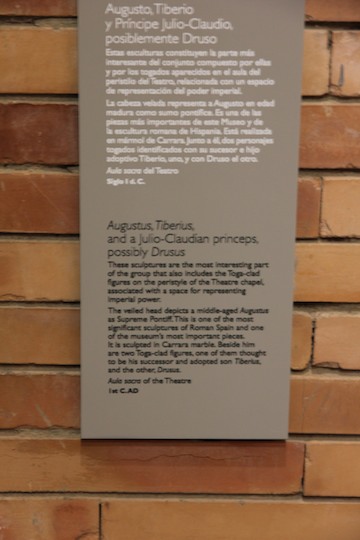 Augusto, Tiberio
y Príncipe Julio-Claudio,
posiblemente Druso
Estas esculturas constituyen la parte más
interesante del conjunto compuesto por ellas
y por los togados aparecidos en el aula del
peristilo del Teatro, relacionada con un espacio
de representación del poder imperial.
La cabeza velada representa a Augusto en edad
madura como sumo pontífice. Es una de las
piezas más importantes de este Museo y de
la escultura romana de Hispania. Está realizada
en mármol de Carrara. Junto a él, dos personajes
togados identificados con su sucesor e hijo
adoptivo Tiberio, uno, y con Druso el otro.
Aula sacra del Teatro
Siglo I d. C.
Augustus, Tiberius,
and a Julio-Claudian princeps,
possibly Drusus
These sculptures are the most interesting part
of the group that also includes the Toga-clad
figures on the peristyle of the Theatre chapel,
associated with a space for representing
imperial power.
The veiled head depicts a middle-aged Augustus
as Supreme Pontiff. This is one of the most
significant sculptures of Roman Spain and one
of the museum's most important pieces.
It is sculpted in Carrara marble. Beside him
are two Toga-clad figures, one of them thought
to be his successor and adopted son Tiberius,
and the other, Drusus.
Aula sacra of the Theatre
1st C. AD